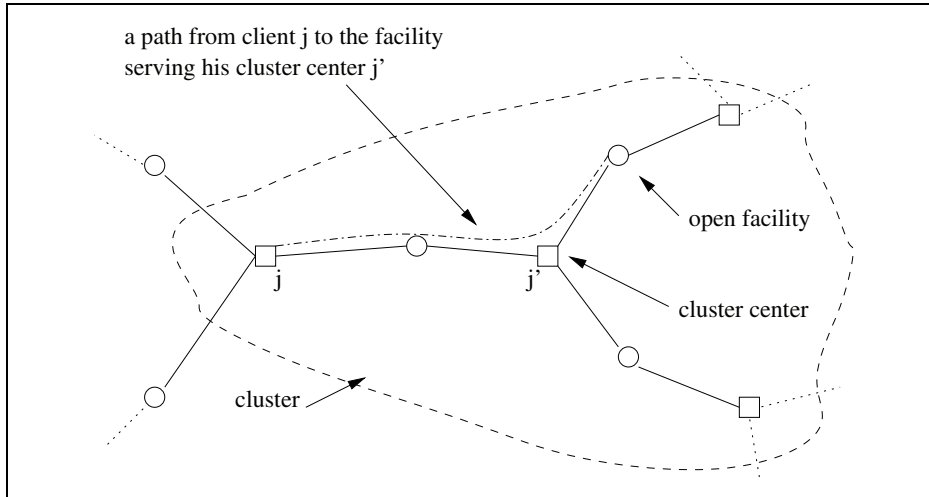 a path from client j to the facility
serving his cluster center j'
open facility
j
j'
cluster center
cluster